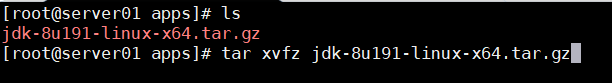 [root@server01 apps]# ls
jdk-8u191-linux-x64.tar.gz
[root@server01 apps]# tar xvfz jdk-8u191-linux-x64.tar.gz